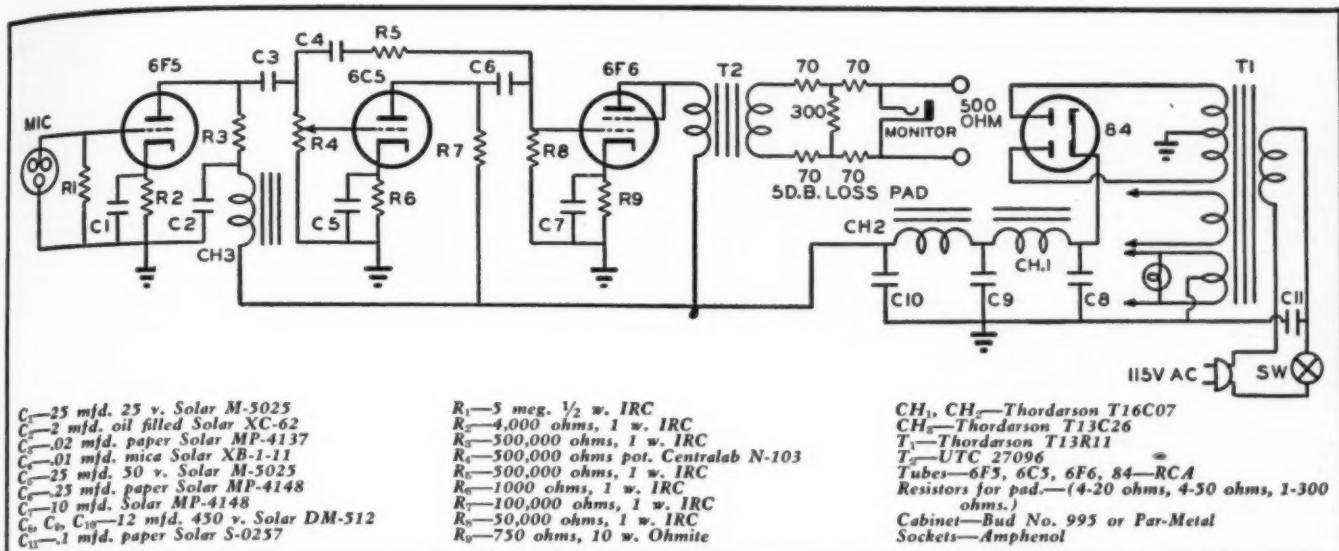 MIC
6F5
R1
C1
R2
C2
R3
CH3
C3
C4
R5
R4
6C5
C5
R6
R7
C6
R8
6F6
C7
R9
T2
70
70
300
70
70
5D.B. LOSS PAD
MONITOR
500
OHM
84
T1
CH2
CH.1
C10
C9
C8
C11
115V AC
SW
C₁—25 mfd. 25 v. Solar M-5025
C₂—2 mfd. oil filled Solar XC-62
C₃—.02 mfd. paper Solar MP-4137
C₄—.01 mfd. mica Solar XB-1-11
C₅—25 mfd. 50 v. Solar M-5025
C₆—.25 mfd. paper Solar MP-4148
C₇—10 mfd. Solar MP-4148
C₈, C₉, C₁₀—12 mfd. 450 v. Solar DM-512
C₁₁—.1 mfd. paper Solar S-0257
R₁—5 meg. ½ w. IRC
R₂—4,000 ohms, 1 w. IRC
R₃—500,000 ohms, 1 w. IRC
R₄—500,000 ohms pot. Centralab N-103
R₅—500,000 ohms, 1 w. IRC
R₆—1000 ohms, 1 w. IRC
R₇—100,000 ohms, 1 w. IRC
R₈—50,000 ohms, 1 w. IRC
R₉—750 ohms, 10 w. Ohmite
CH₁, CH₂—Thordarson T16C07
CH₃—Thordarson T13C26
T₁—Thordarson T13R11
T₂—UTC 27096
Tubes—6F5, 6C5, 6F6, 84—RCA
Resistors for pad.—(4-20 ohms, 4-50 ohms, 1-300
ohms.)
Cabinet—Bud No. 995 or Par-Metal
Sockets—Amphenol